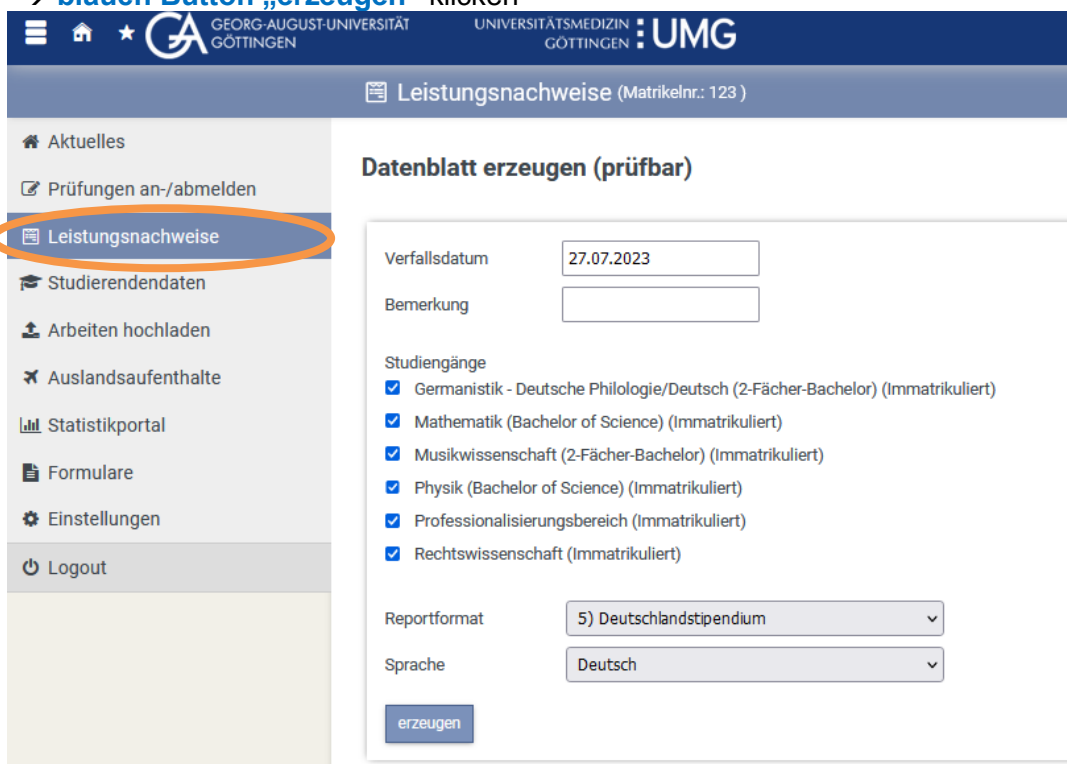 → blauen Button „erzeugen“ klicken
GEORG-AUGUST-UNIVERSITÄT
GÖTTINGEN
UNIVERSITÄTSMEDIZIN
GÖTTINGEN : UMG
Leistungsnachweise (Matrikelnr.: 123 )
Aktuelles
Prüfungen an-/abmelden
Leistungsnachweise
Studierendendaten
Arbeiten hochladen
Auslandsaufenthalte
Statistikportal
Formulare
Einstellungen
Logout
Datenblatt erzeugen (prüfbar)
Verfallsdatum 27.07.2023
Bemerkung
Studiengänge
Germanistik - Deutsche Philologie/Deutsch (2-Fächer-Bachelor) (Immatrikuliert)
Mathematik (Bachelor of Science) (Immatrikuliert)
Musikwissenschaft (2-Fächer-Bachelor) (Immatrikuliert)
Physik (Bachelor of Science) (Immatrikuliert)
Professionalisierungsbereich (Immatrikuliert)
Rechtswissenschaft (Immatrikuliert)
Reportformat 5) Deutschlandstipendium
Sprache Deutsch
erzeugen